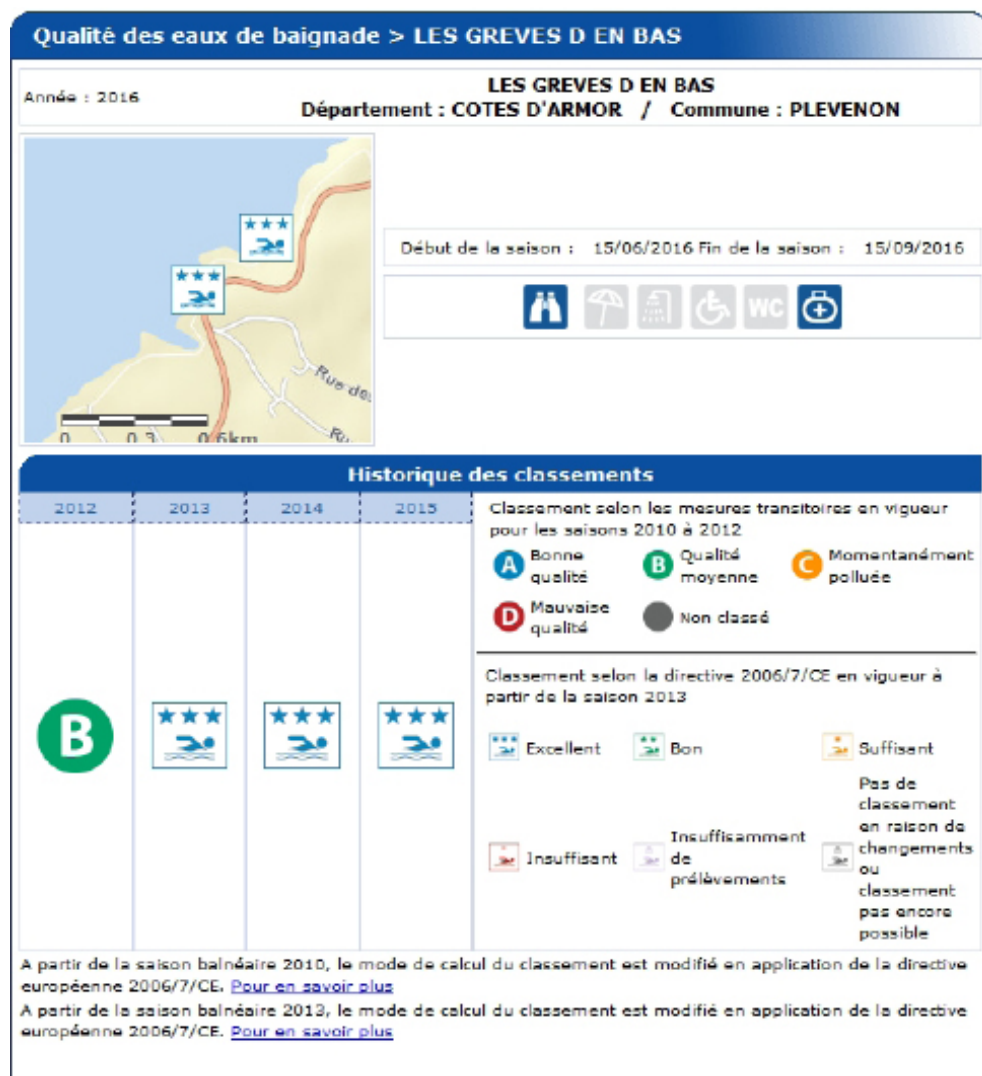 Qualité des eaux de baignade > LES GREVES D EN BAS
Année : 2016
LES GREVES D EN BAS
Département : COTES D'ARMOR / Commune : PLEVENON
Début de la saison : 15/06/2016 Fin de la saison : 15/09/2016
WC
Rue des
0 0.3 0.6km
Historique des classements
2012 2013 2014 2015
Classement selon les mesures transitoires en vigueur
pour les saisons 2010 à 2012
A Bonne
qualité
B Qualité
moyenne
C Momentanément
polluée
D Mauvaise
qualité
Non classé
B
Classement selon la directive 2006/7/CE en vigueur à
partir de la saison 2013
Excellent
Bon
Suffisant
Insuffisant
Insuffisamment
de
prélèvements
Pas de
classement
en raison de
changements
ou
classement
pas encore
possible
A partir de la saison balnéaire 2010, le mode de calcul du classement est modifié en application de la directive
européenne 2006/7/CE. Pour en savoir plus
A partir de la saison balnéaire 2013, le mode de calcul du classement est modifié en application de la directive
européenne 2006/7/CE. Pour en savoir plus